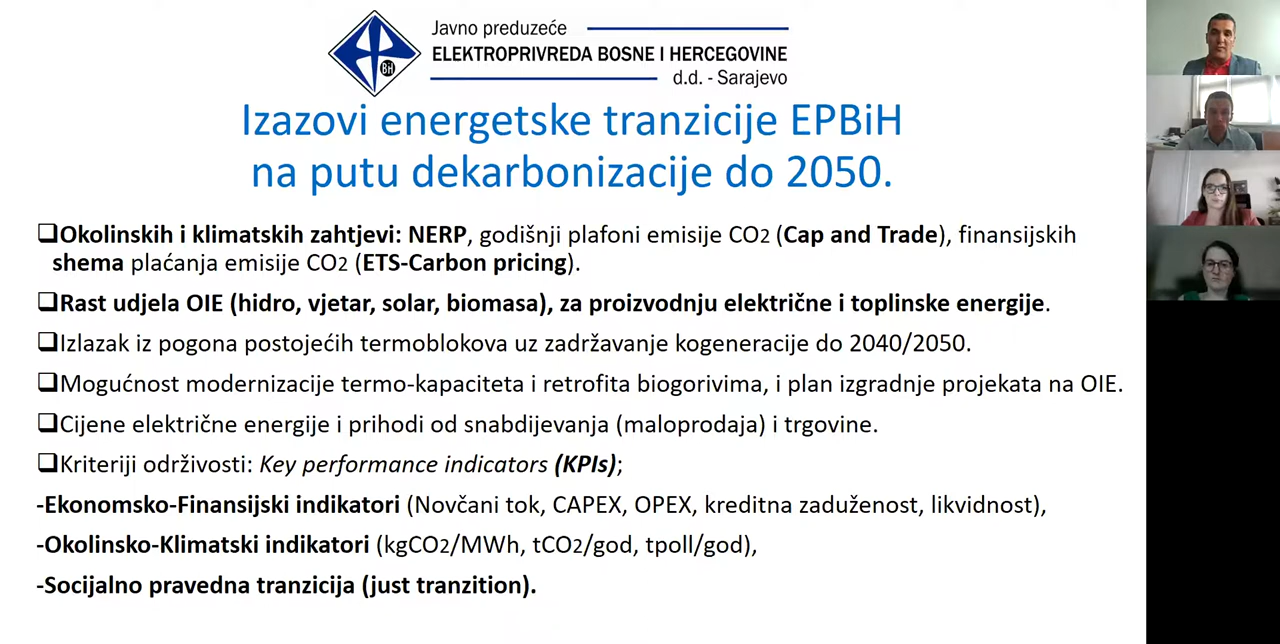 Javno preduzeće
ELEKTROPRIVREDA BOSNE I HERCEGOVINE
d.d. - Sarajevo
BH
Izazovi energetske tranzicije EPBiH
na putu dekarbonizacije do 2050.
❑Okolinskih i klimatskih zahtjevi: NERP, godišnji plafoni emisije CO2 (Cap and Trade), finansijskih
shema plaćanja emisije CO2 (ETS-Carbon pricing).
❑Rast udjela OIE (hidro, vjetar, solar, biomasa), za proizvodnju električne i toplinske energije.
❑Izlazak iz pogona postojećih termoblokova uz zadržavanje kogeneracije do 2040/2050.
❑Mogućnost modernizacije termo-kapaciteta i retrofita biogorivima, i plan izgradnje projekata na OIE.
❑Cijene električne energije i prihodi od snabdijevanja (maloprodaja) i trgovine.
❑Kriteriji održivosti: Key performance indicators (KPIs);
-Ekonomsko-Finansijski indikatori (Novčani tok, CAPEX, OPEX, kreditna zaduženost, likvidnost),
-Okolinsko-Klimatski indikatori (kgCO2/MWh, tCO2/god, tpoll/god),
-Socijalno pravedna tranzicija (just tranzition).